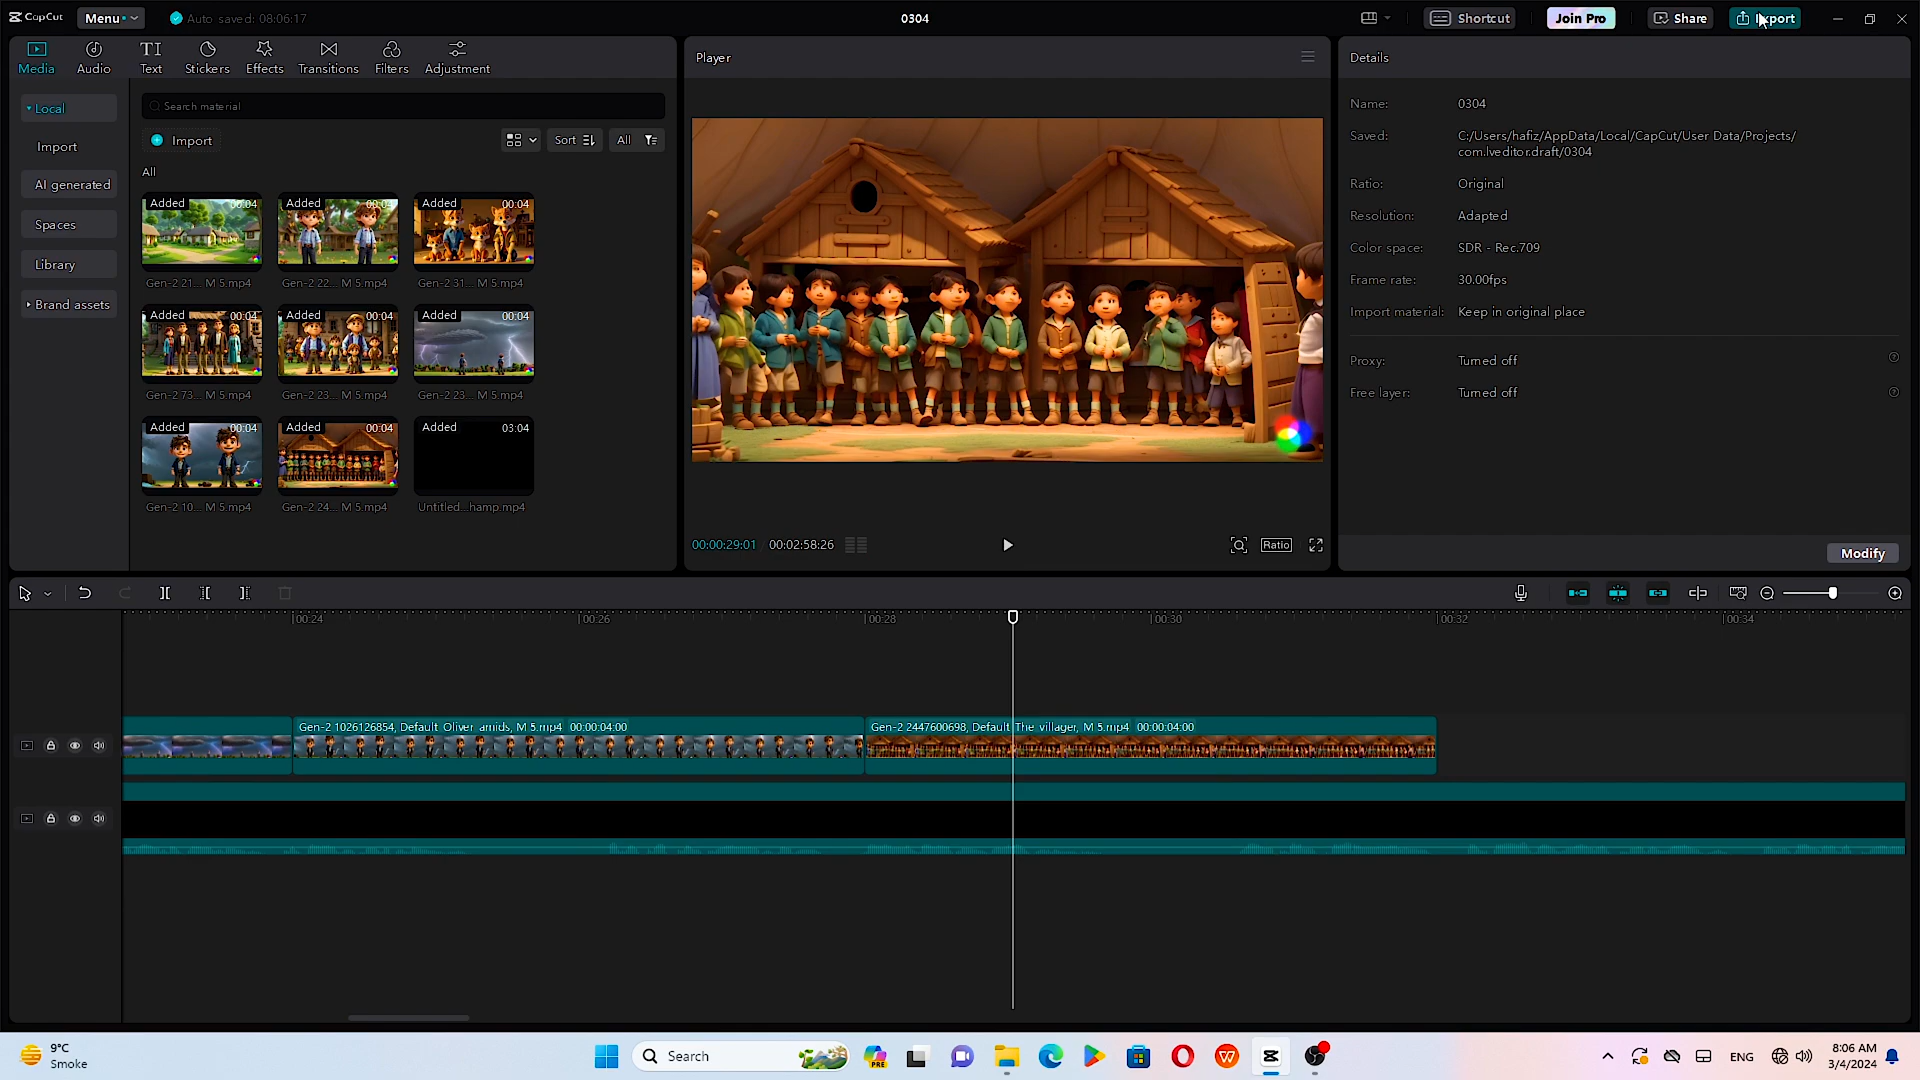 CapCut
Menu
Auto saved: 08:06:17
0304
Shortcut
Join Pro
Share
Export
Media
Audio
Text
Stickers
Effects
Transitions
Filters
Adjustment
Local
Import
AI generated
Spaces
Library
Brand assets
Search material
Import
Sort
All
All
Added 00:04
Added 00:04
Added 00:04
Gen-2 21... M 5.mp4
Gen-2 22... M 5.mp4
Gen-2 31... M 5.mp4
Added 00:04
Added 00:04
Added 00:04
Gen-2 73... M 5.mp4
Gen-2 23... M 5.mp4
Gen-2 23... M 5.mp4
Added 00:04
Added 00:04
Added 03:04
Gen-2 10... M 5.mp4
Gen-2 24... M 5.mp4
Untitled...hamp.mp4
Player
00:00:29:01 00:02:58:26
Ratio
Details
Name: 0304
Saved: C:/Users/hafiz/AppData/Local/CapCut/User Data/Projects/
com.lveditor.draft/0304
Ratio: Original
Resolution: Adapted
Color space: SDR - Rec.709
Frame rate: 30.00fps
Import material: Keep in original place
Proxy: Turned off
Free layer: Turned off
Modify
00:24
00:26
00:28
00:30
00:32
00:34
Gen-2 1026126854, Default_Oliver_amids, M 5.mp4 00:00:04:00
Gen-2 2447600698, Default_The_villager, M 5.mp4 00:00:04:00
9°C
Smoke
Search
PRE
ENG
8:06 AM
3/4/2024